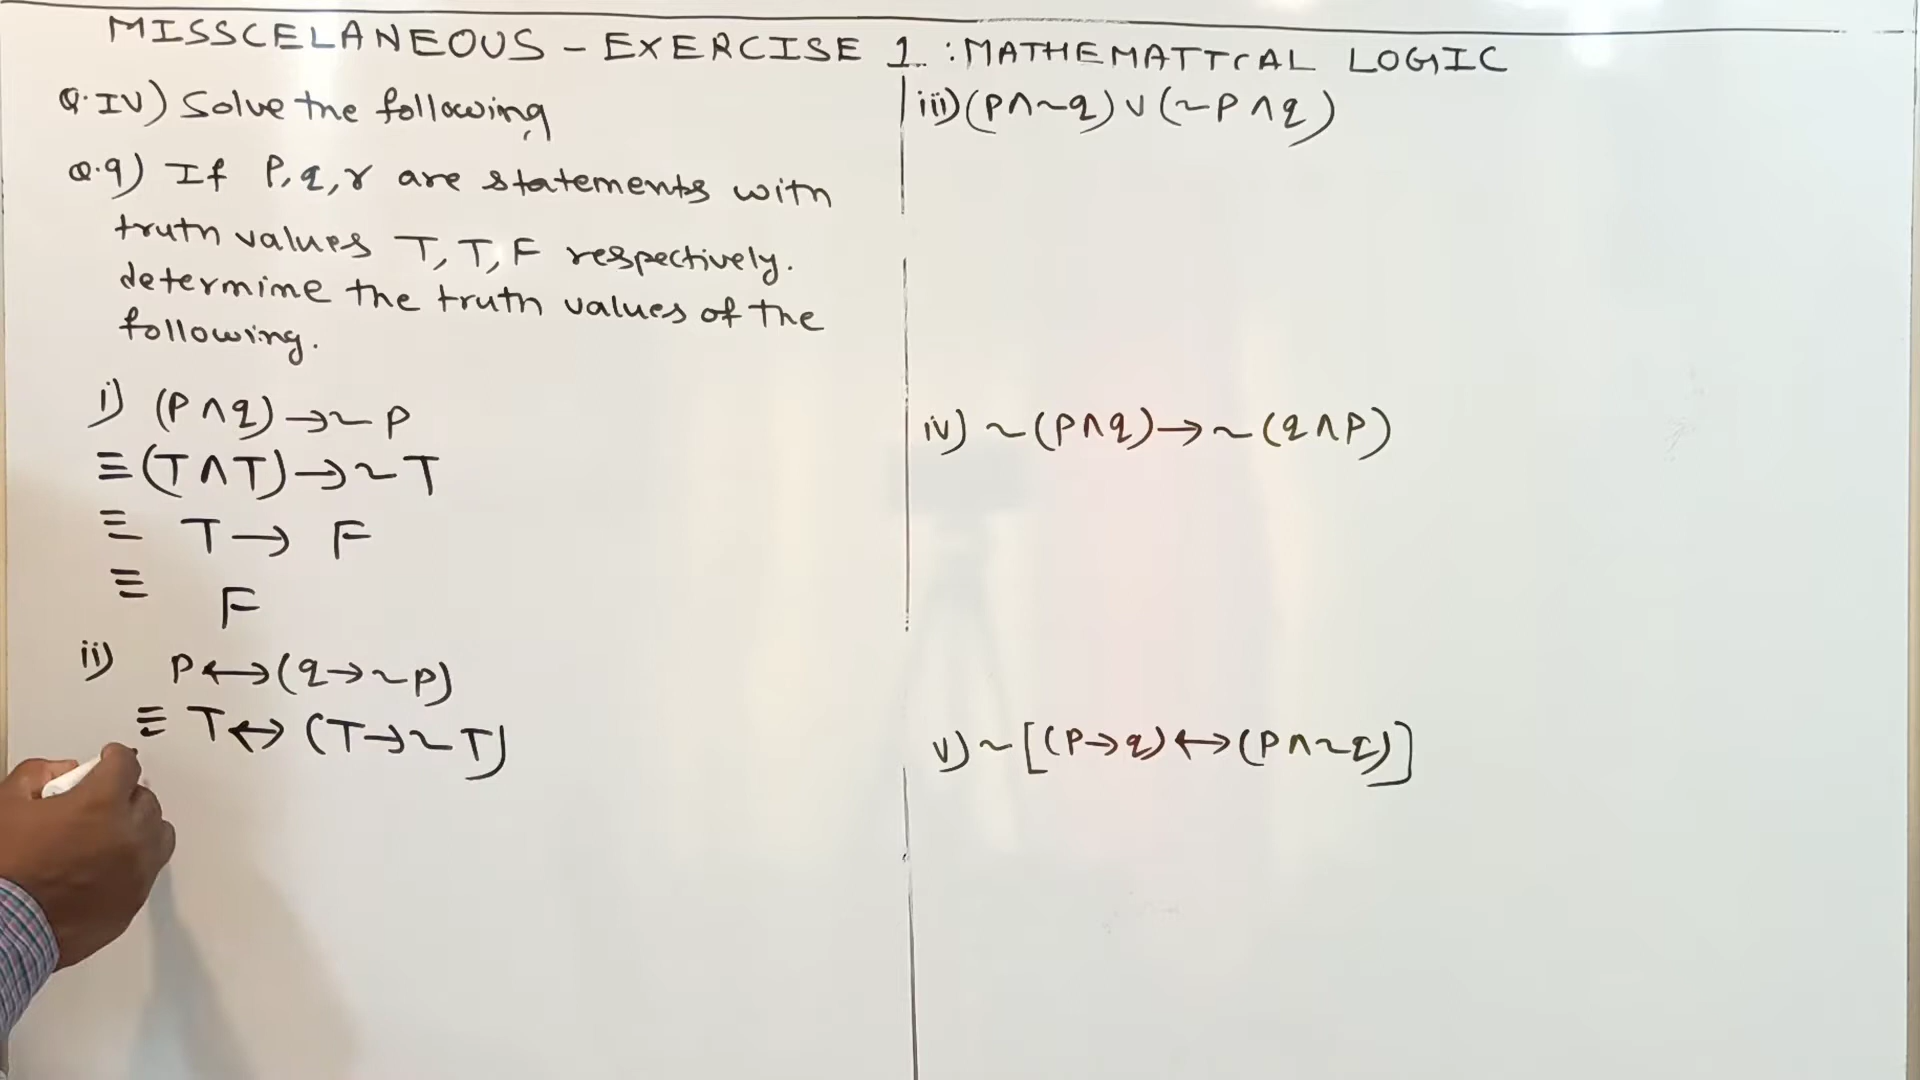 MISSCELANEOUS - EXERCISE 1 : MATHEMATICAL LOGIC
Q.IV) Solve the following
Q.9) If P, q, r are statements with
truth values T, T, F respectively.
determine the truth values of the
following.
i) (P∧q)→~P
≡(T∧T)→~T
≡ T→ F
≡ F
ii) P↔(q→~P)
≡ T↔(T→~T)
iii) (P∧~q)∨(~P∧q)
iv) ~(P∧q)→~(q∧P)
v) ~[(P→q)↔(P∧~q)]